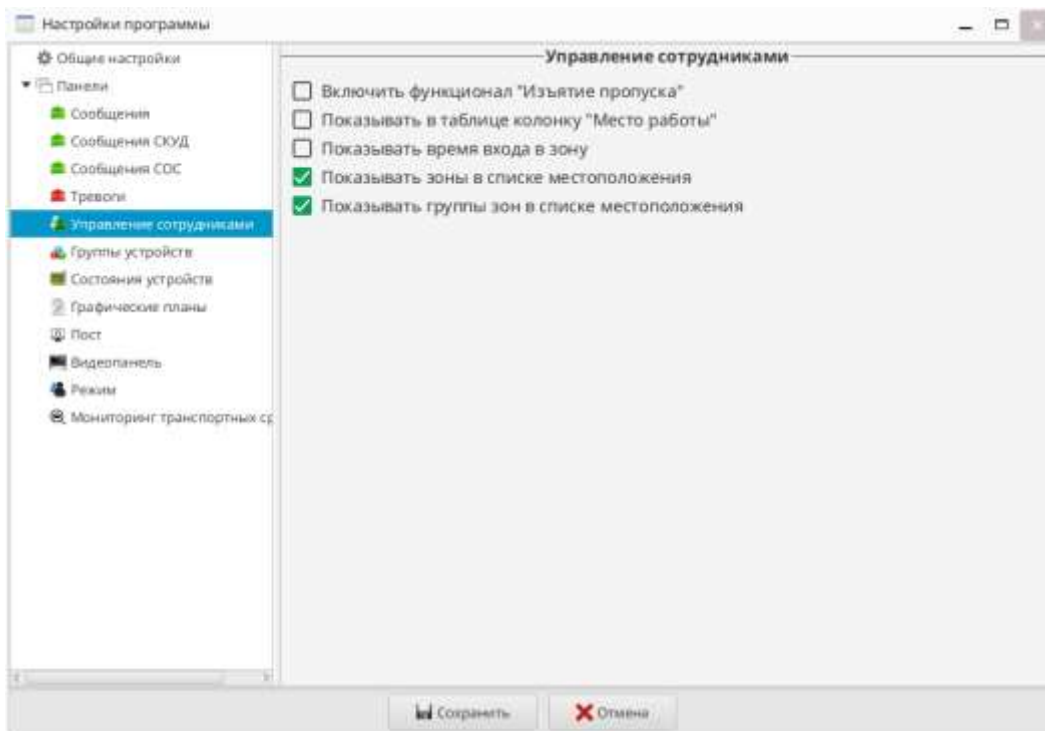 Настройки программы
Общие настройки
Панели
Сообщения
Сообщения СКУД
Сообщения СОС
Тревоги
Управление сотрудниками
Группы устройств
Состояния устройств
Графические планы
Пост
Видеопанель
Режим
Мониторинг транспортных ср
Управление сотрудниками
Включить функционал "Изъятие пропуска"
Показывать в таблице колонку "Место работы"
Показывать время входа в зону
Показывать зоны в списке местоположения
Показывать группы зон в списке местоположения
Сохранить
Отмена